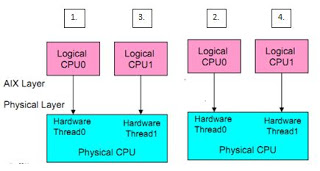 1.
3.
2.
4.
Logical
CPU0
Logical
CPU1
Logical
CPU0
Logical
CPU1
AIX Layer
Physical Layer
Hardware
Thread0
Hardware
Thread1
Physical CPU
Hardware
Thread0
Hardware
Thread1
Physical CPU